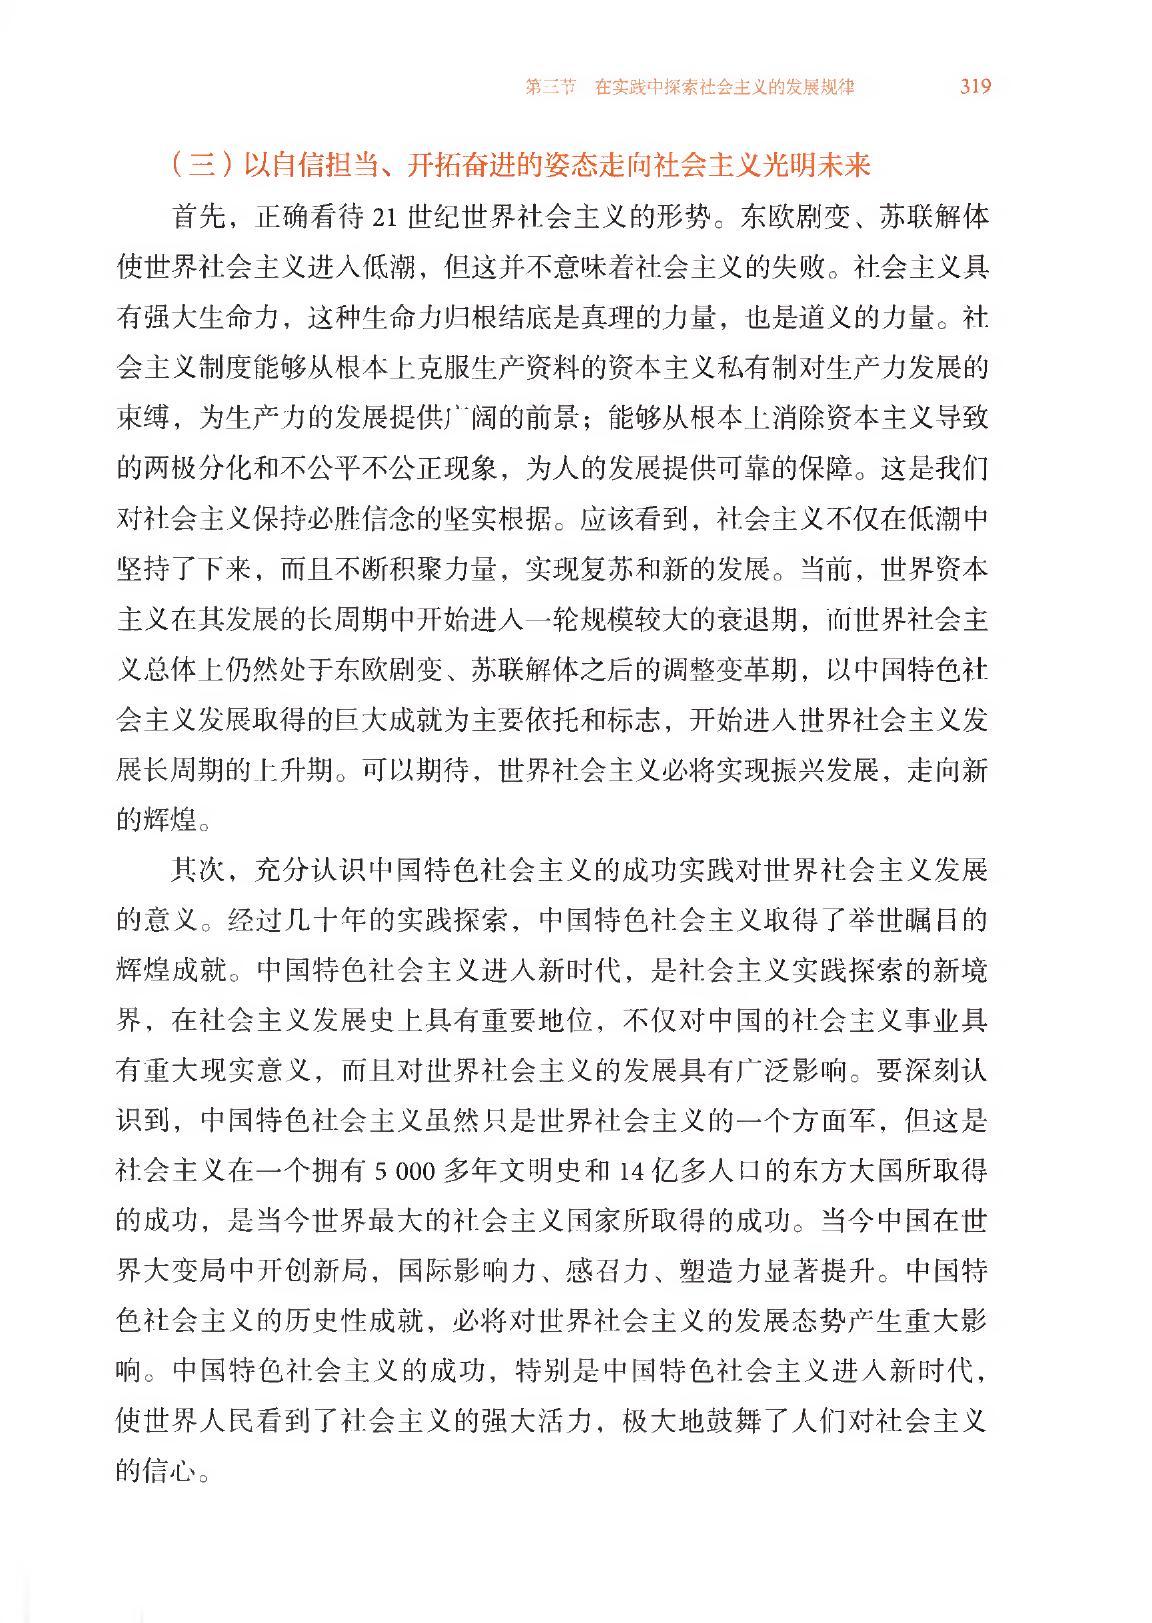 第三节 在实践中探索社会主义的发展规律 319
（三）以自信担当、开拓奋进的姿态走向社会主义光明未来
首先，正确看待 21 世纪世界社会主义的形势。东欧剧变、苏联解体
使世界社会主义进入低潮，但这并不意味着社会主义的失败。社会主义具
有强大生命力，这种生命力归根结底是真理的力量，也是道义的力量。社
会主义制度能够从根本上克服生产资料的资本主义私有制对生产力发展的
束缚，为生产力的发展提供广阔的前景；能够从根本上消除资本主义导致
的两极分化和不公平不公正现象，为人的发展提供可靠的保障。这是我们
对社会主义保持必胜信念的坚实根据。应该看到，社会主义不仅在低潮中
坚持了下来，而且不断积聚力量，实现复苏和新的发展。当前，世界资本
主义在其发展的长周期中开始进入一轮规模较大的衰退期，而世界社会主
义总体上仍然处于东欧剧变、苏联解体之后的调整变革期，以中国特色社
会主义发展取得的巨大成就为主要依托和标志，开始进入世界社会主义发
展长周期的上升期。可以期待，世界社会主义必将实现振兴发展，走向新
的辉煌。
其次，充分认识中国特色社会主义的成功实践对世界社会主义发展
的意义。经过几十年的实践探索，中国特色社会主义取得了举世瞩目的
辉煌成就。中国特色社会主义进入新时代，是社会主义实践探索的新境
界，在社会主义发展史上具有重要地位，不仅对中国的社会主义事业具
有重大现实意义，而且对世界社会主义的发展具有广泛影响。要深刻认
识到，中国特色社会主义虽然只是世界社会主义的一个方面军，但这是
社会主义在一个拥有 5 000 多年文明史和 14 亿多人口的东方大国所取得
的成功，是当今世界最大的社会主义国家所取得的成功。当今中国在世
界大变局中开创新局，国际影响力、感召力、塑造力显著提升。中国特
色社会主义的历史性成就，必将对世界社会主义的发展态势产生重大影
响。中国特色社会主义的成功，特别是中国特色社会主义进入新时代，
使世界人民看到了社会主义的强大活力，极大地鼓舞了人们对社会主义
的信心。